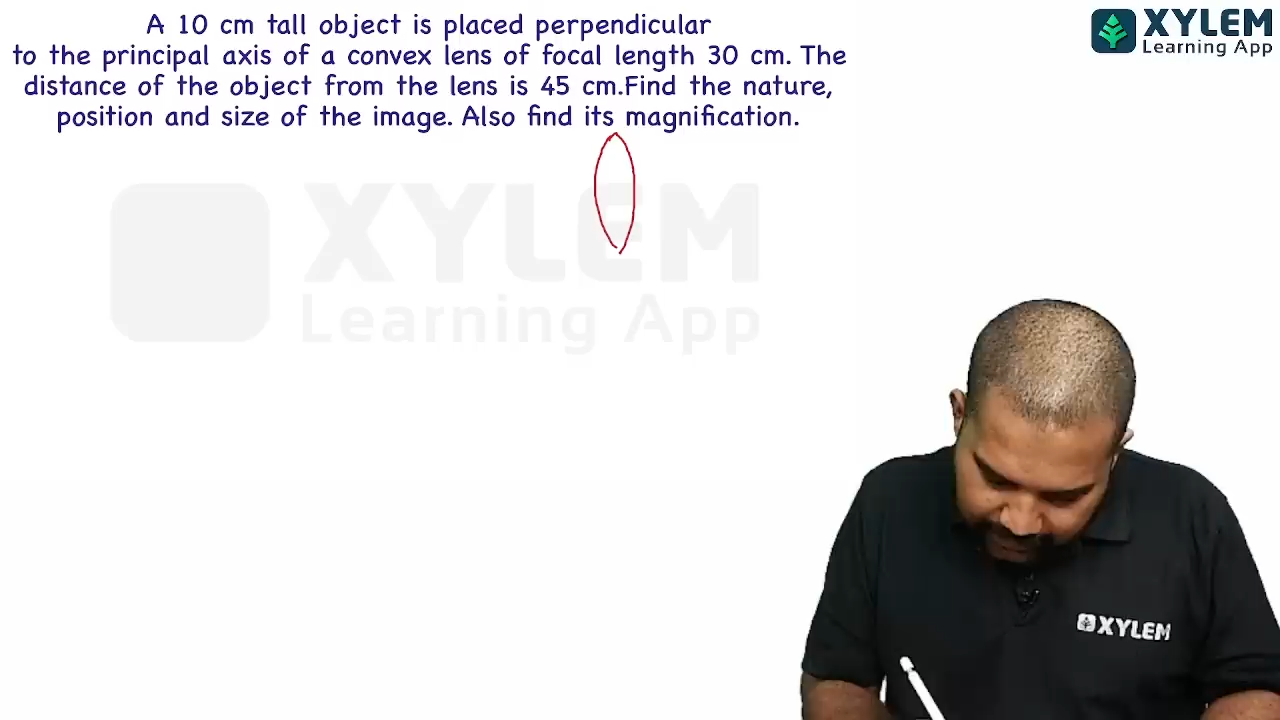 A 10 cm tall object is placed perpendicular
to the principal axis of a convex lens of focal length 30 cm. The
distance of the object from the lens is 45 cm.Find the nature,
position and size of the image. Also find its magnification.
XYLEM
Learning App
XYLEM
Learning App
XYLEM